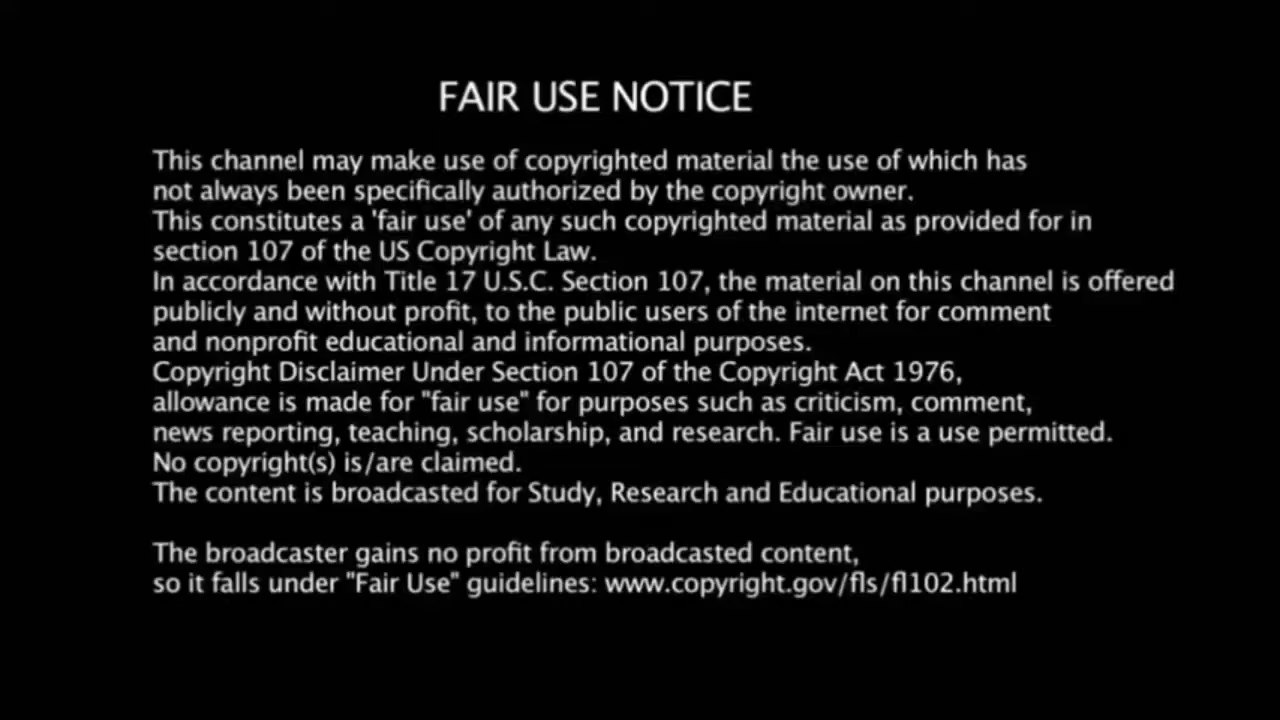 FAIR USE NOTICE
This channel may make use of copyrighted material the use of which has
not always been specifically authorized by the copyright owner.
This constitutes a 'fair use' of any such copyrighted material as provided for in
section 107 of the US Copyright Law.
In accordance with Title 17 U.S.C. Section 107, the material on this channel is offered
publicly and without profit, to the public users of the internet for comment
and nonprofit educational and informational purposes.
Copyright Disclaimer Under Section 107 of the Copyright Act 1976,
allowance is made for "fair use" for purposes such as criticism, comment,
news reporting, teaching, scholarship, and research. Fair use is a use permitted.
No copyright(s) is/are claimed.
The content is broadcasted for Study, Research and Educational purposes.
The broadcaster gains no profit from broadcasted content,
so it falls under "Fair Use" guidelines: www.copyright.gov/fls/fl102.html